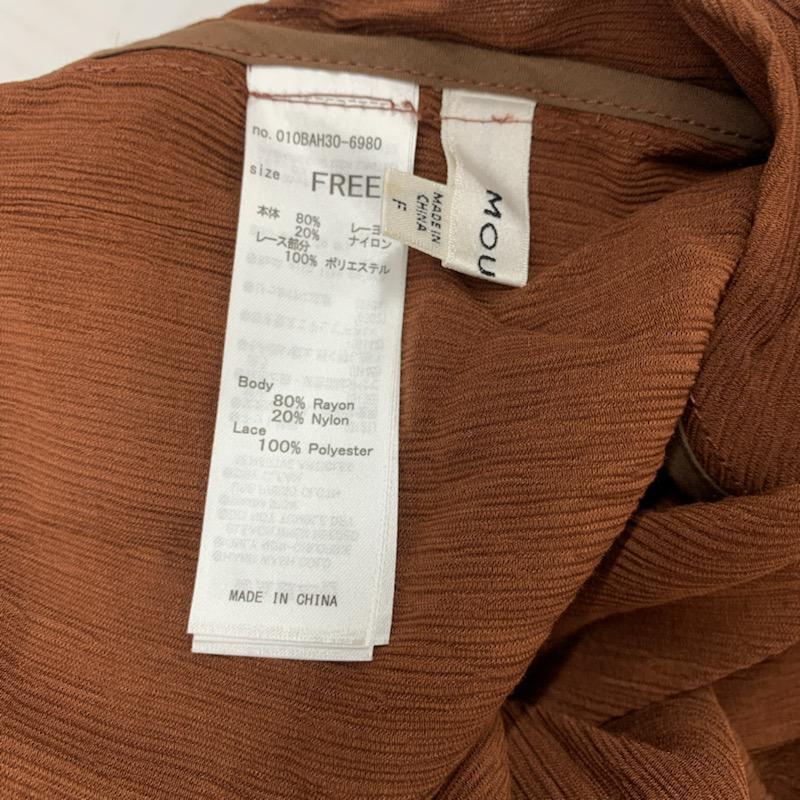 no. 010BAH30-6980
size FREE
本体 80% レーヨ
20% ナイロン
レース部分
100% ポリエステル
Body
80% Rayon
20% Nylon
Lace
100% Polyester
MADE IN CHINA
MADE IN
CHINA
F
MOU